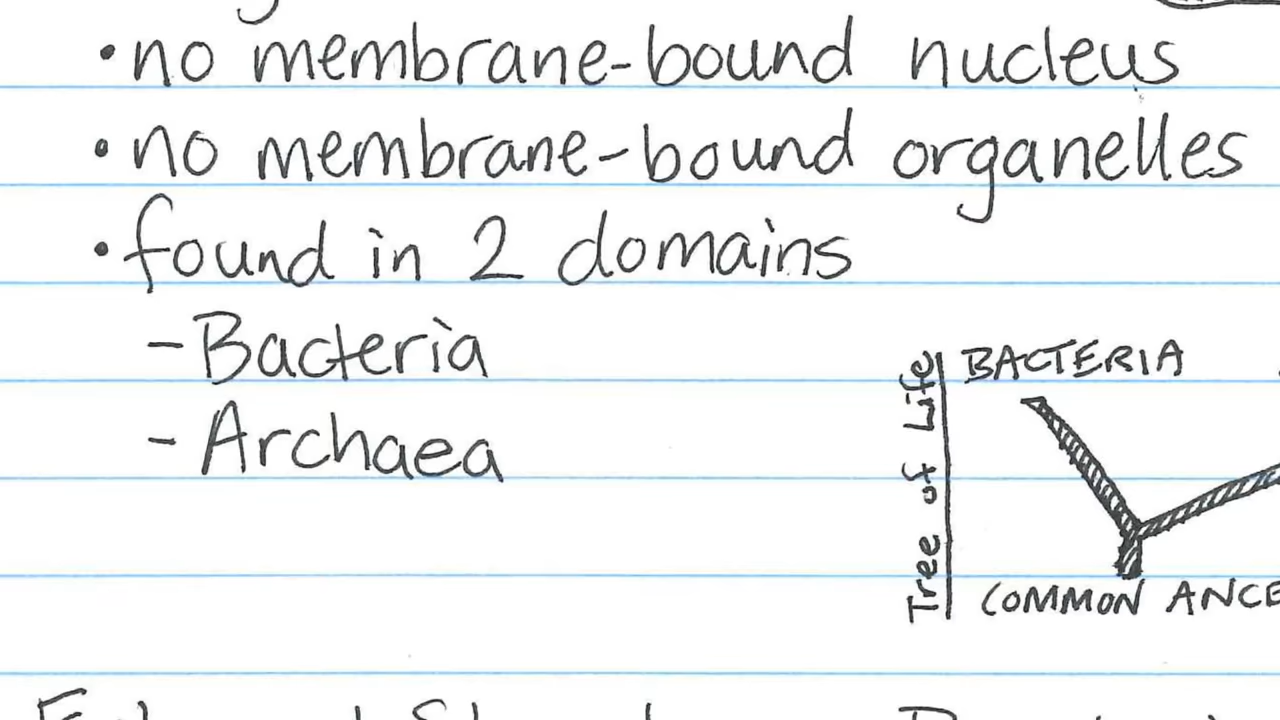 • no membrane-bound nucleus
• no membrane-bound organelles
• found in 2 domains
- Bacteria
- Archaea
Tree of Life
BACTERIA
COMMON